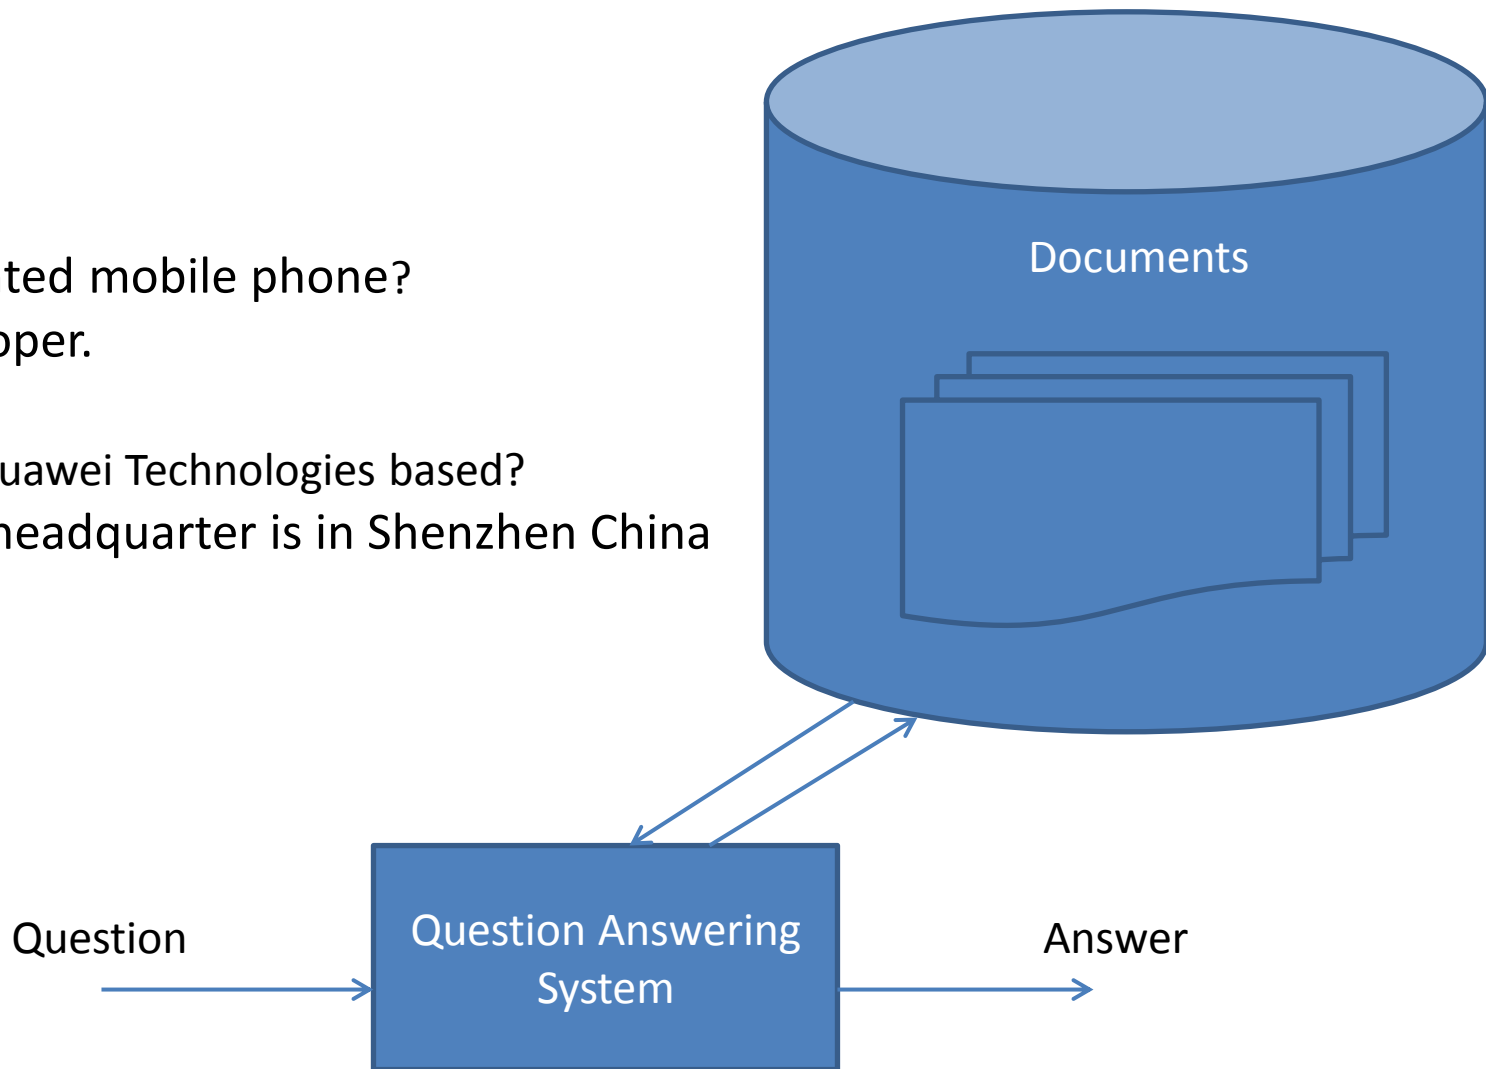 ted mobile phone?
oper.
uawei Technologies based?
headquarter is in Shenzhen China
Documents
Question
Question Answering
System
Answer